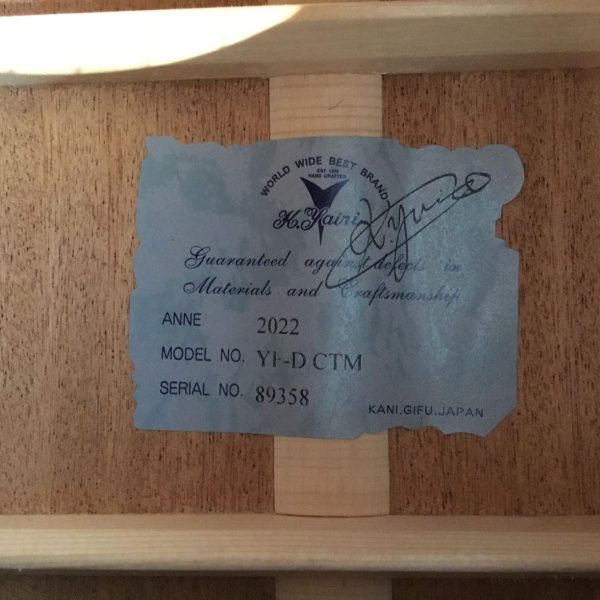 WORLD WIDE BEST BRAND
EST 1935
HAND CRAFTED
K.Yairi
K.Yairi
Guaranteed against defects in
Materials and Craftsmanship
ANNE 2022
MODEL NO. YF-D CTM
SERIAL NO. 89358
KANI.GIFU.JAPAN